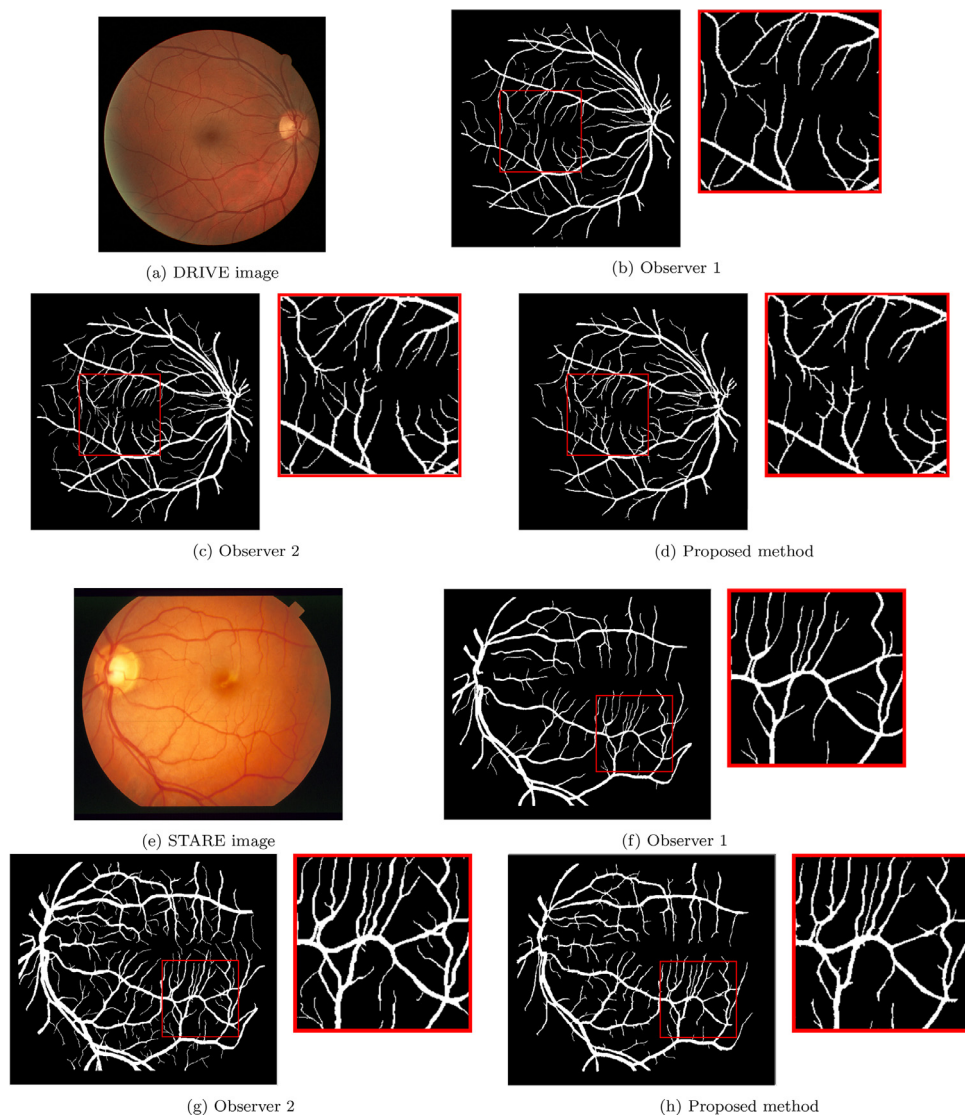 (a) DRIVE image
(b) Observer 1
(c) Observer 2
(d) Proposed method
(e) STARE image
(f) Observer 1
(g) Observer 2
(h) Proposed method